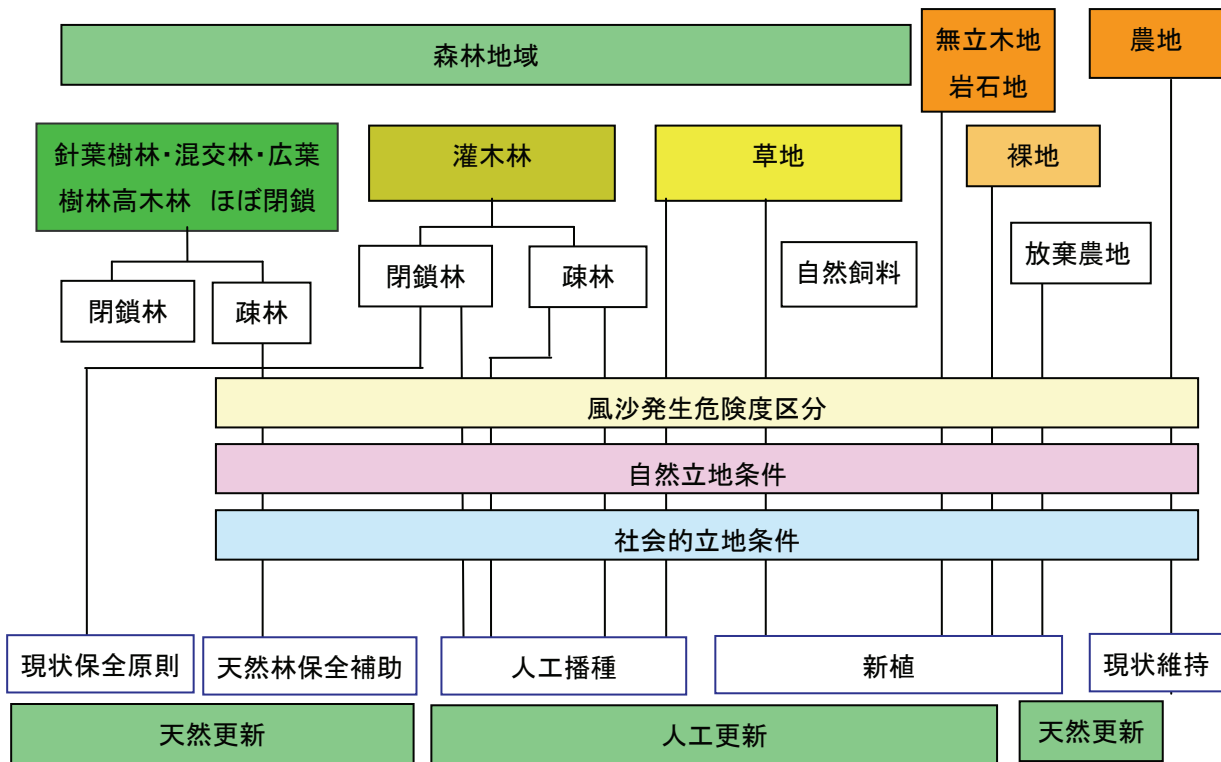 森林地域
無立木地
岩石地
農地
針葉樹林・混交林・広葉
樹林高木林 ほぼ閉鎖
灌木林
草地
裸地
閉鎖林
疎林
閉鎖林
疎林
自然飼料
放棄農地
風沙発生危険度区分
自然立地条件
社会的立地条件
現状保全原則
天然林保全補助
人工播種
新植
現状維持
天然更新
人工更新
天然更新